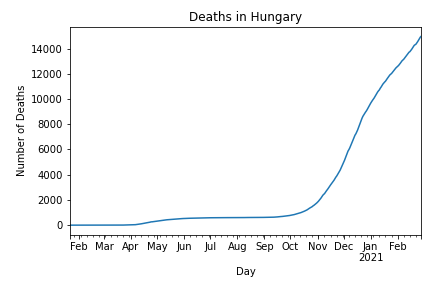 Deaths in Hungary
Number of Deaths
14000
12000
10000
8000
6000
4000
2000
0
Feb Mar Apr May Jun Jul Aug Sep Oct Nov Dec Jan Feb
2021
Day